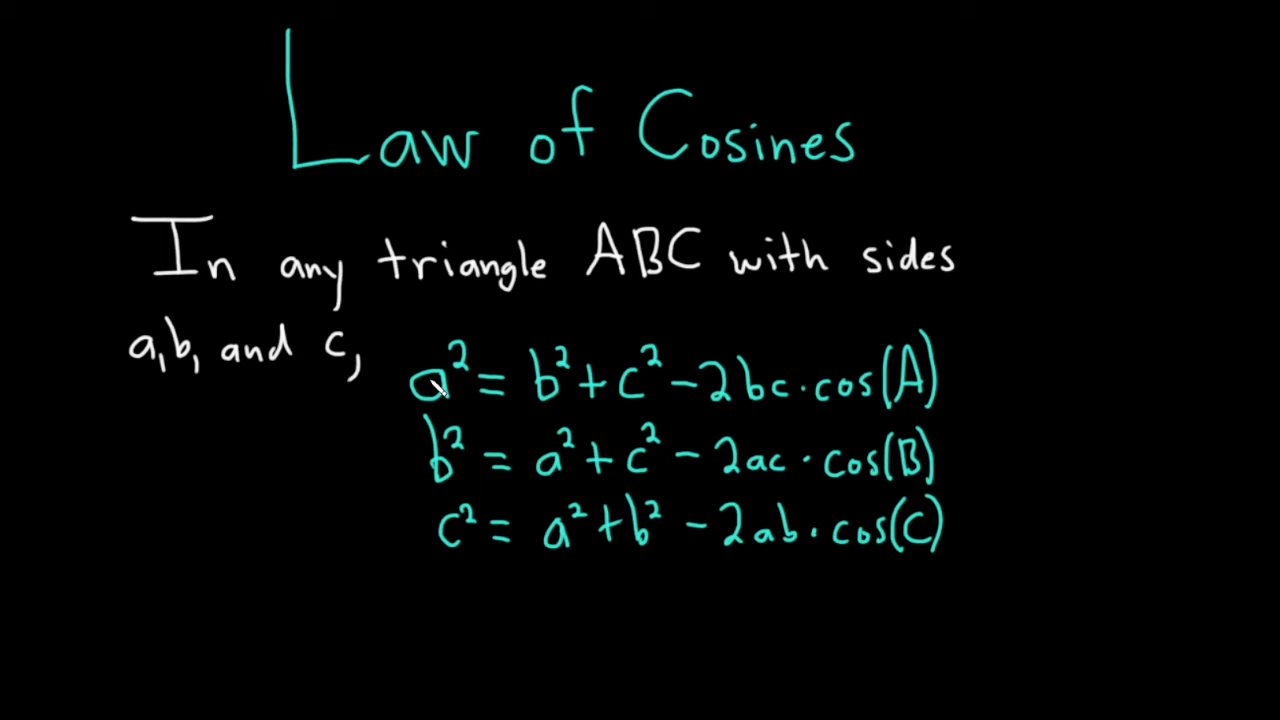 Law of Cosines
In any triangle ABC with sides
a, b, and c,
a² = b² + c² − 2bc · cos(A)
b² = a² + c² − 2ac · cos(B)
c² = a² + b² − 2ab · cos(C)